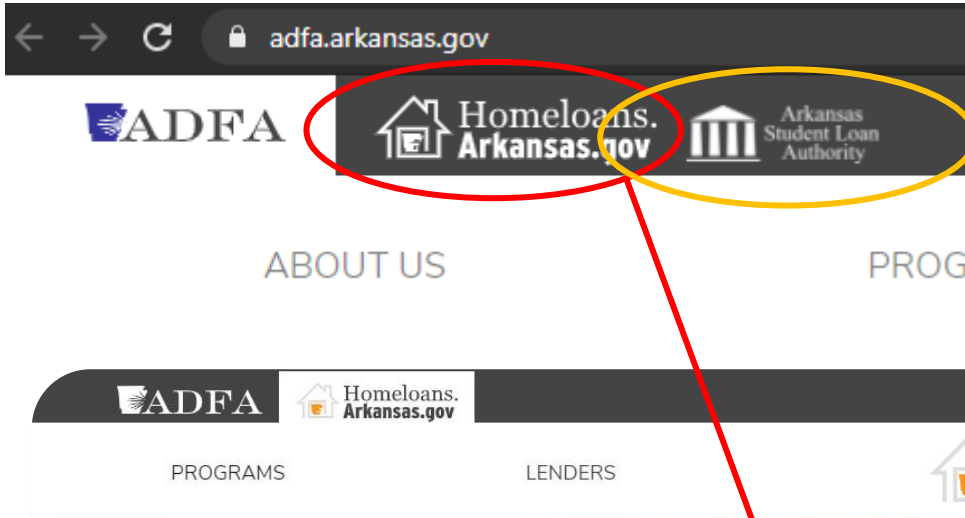 adfa.arkansas.gov
ADFA
Homeloans.
Arkansas.gov
Arkansas
Student Loan
Authority
ABOUT US
PROG
ADFA
Homeloans.
Arkansas.gov
PROGRAMS
LENDERS